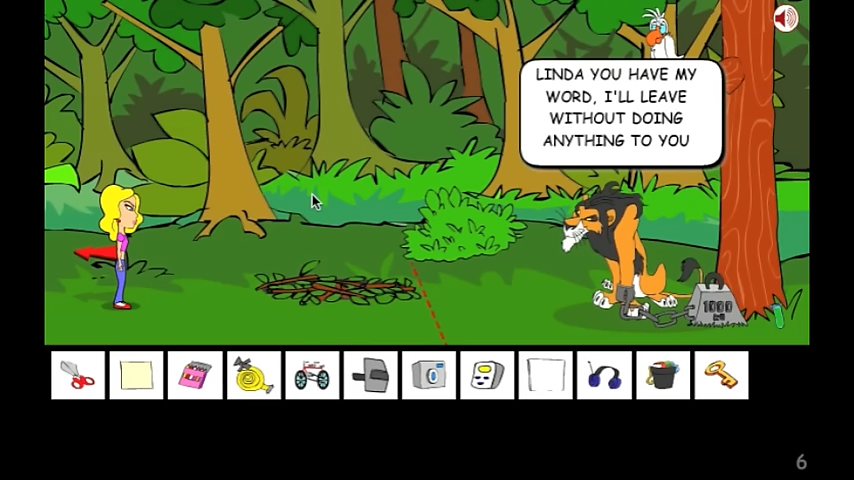 LINDA YOU HAVE MY
WORD, I'LL LEAVE
WITHOUT DOING
ANYTHING TO YOU
1000
6